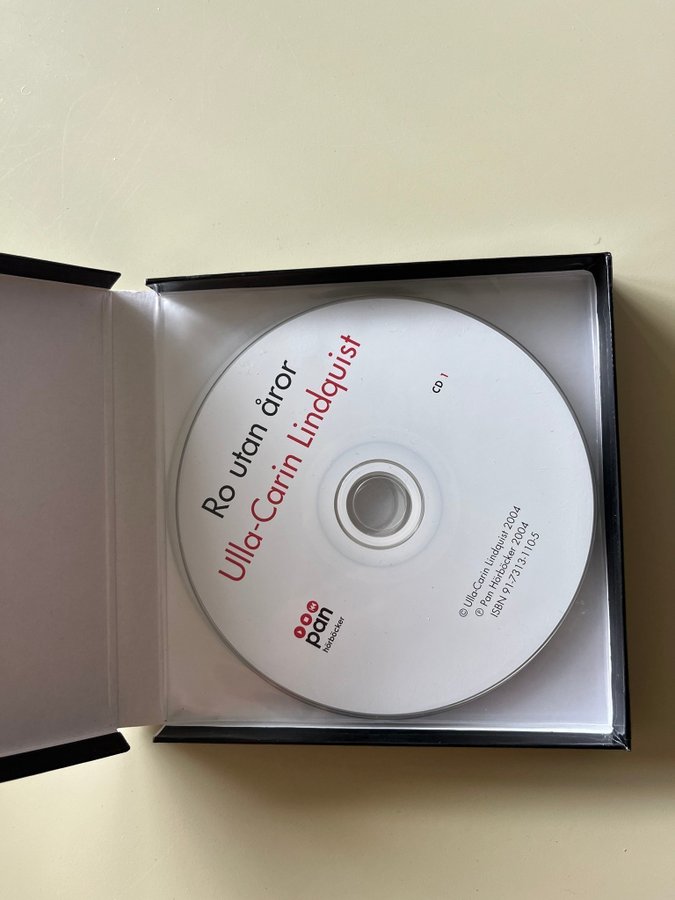 Ro utan åror
Ulla-Carin Lindquist
CD 1
pan
hörböcker
© Ulla-Carin Lindquist 2004
℗ Pan Hörböcker 2004
ISBN 91-7313-110-5